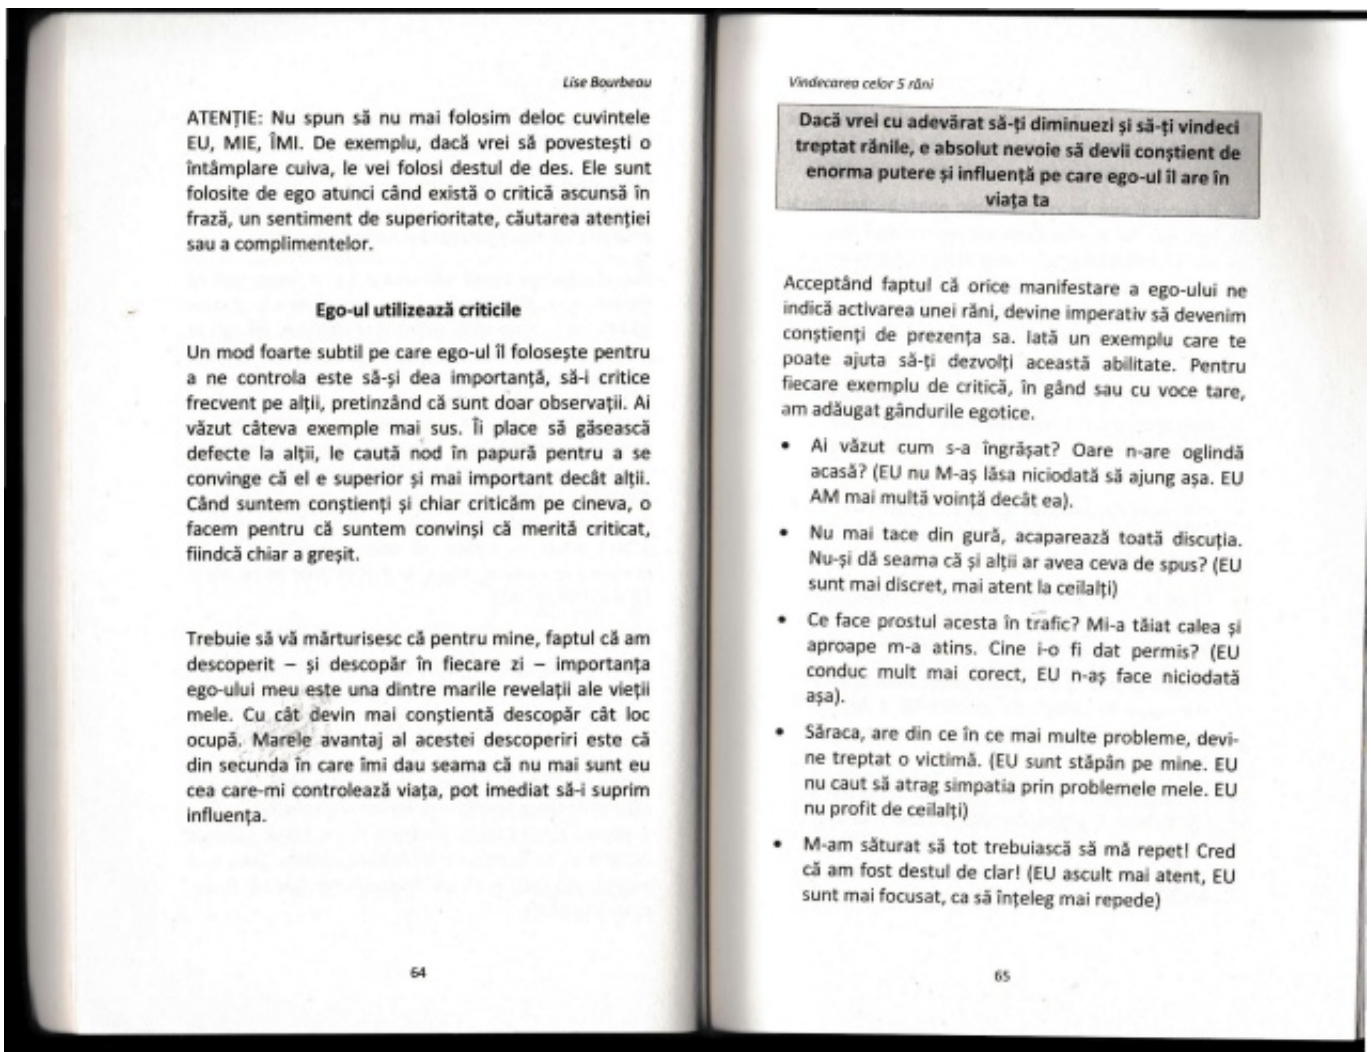 Lise Bourbeau
ATENȚIE: Nu spun să nu mai folosim deloc cuvintele
EU, MIE, ÎMI. De exemplu, dacă vrei să povestești o
întâmplare cuiva, le vei folosi destul de des. Ele sunt
folosite de ego atunci când există o critică ascunsă în
frază, un sentiment de superioritate, căutarea atenției
sau a complimentelor.
Ego-ul utilizează criticile
Un mod foarte subtil pe care ego-ul îl folosește pentru
a ne controla este să-și dea importanță, să-i critice
frecvent pe alții, pretinzând că sunt doar observații. Ai
văzut câteva exemple mai sus. Îi place să găsească
defecte la alții, le caută nod în papură pentru a se
convinge că el e superior și mai important decât alții.
Când suntem conștienți și chiar criticăm pe cineva, o
facem pentru că suntem convinși că merită criticat,
fiindcă chiar a greșit.
Trebuie să vă mărturisesc că pentru mine, faptul că am
descoperit – și descopăr în fiecare zi – importanța
ego-ului meu este una dintre marile revelații ale vieții
mele. Cu cât devin mai conștientă descopăr cât loc
ocupă. Marele avantaj al acestei descoperiri este că
din secunda în care îmi dau seama că nu mai sunt eu
cea care-mi controlează viața, pot imediat să-i suprim
influența.
64
Vindecarea celor 5 răni
Dacă vrei cu adevărat să-ți diminuezi și să-ți vindeci
treptat rănile, e absolut nevoie să devii conștient de
enorma putere și influență pe care ego-ul îl are în
viața ta
Acceptând faptul că orice manifestare a ego-ului ne
indică activarea unei răni, devine imperativ să devenim
conștienți de prezența sa. Iată un exemplu care te
poate ajuta să-ți dezvolți această abilitate. Pentru
fiecare exemplu de critică, în gând sau cu voce tare,
am adăugat gândurile egotice.
• Ai văzut cum s-a îngrășat? Oare n-are oglindă
acasă? (EU nu M-aș lăsa niciodată să ajung așa. EU
AM mai multă voință decât ea).
• Nu mai tace din gură, acaparează toată discuția.
Nu-și dă seama că și alții ar avea ceva de spus? (EU
sunt mai discret, mai atent la ceilalți)
• Ce face prostul acesta în trafic? Mi-a tăiat calea și
aproape m-a atins. Cine i-o fi dat permis? (EU
conduc mult mai corect, EU n-aș face niciodată
așa).
• Săraca, are din ce în ce mai multe probleme, devi-
ne treptat o victimă. (EU sunt stăpân pe mine. EU
nu caut să atrag simpatia prin problemele mele. EU
nu profit de ceilalți)
• M-am săturat să tot trebuiască să mă repet! Cred
că am fost destul de clar! (EU ascult mai atent, EU
sunt mai focusat, ca să înțeleg mai repede)
65